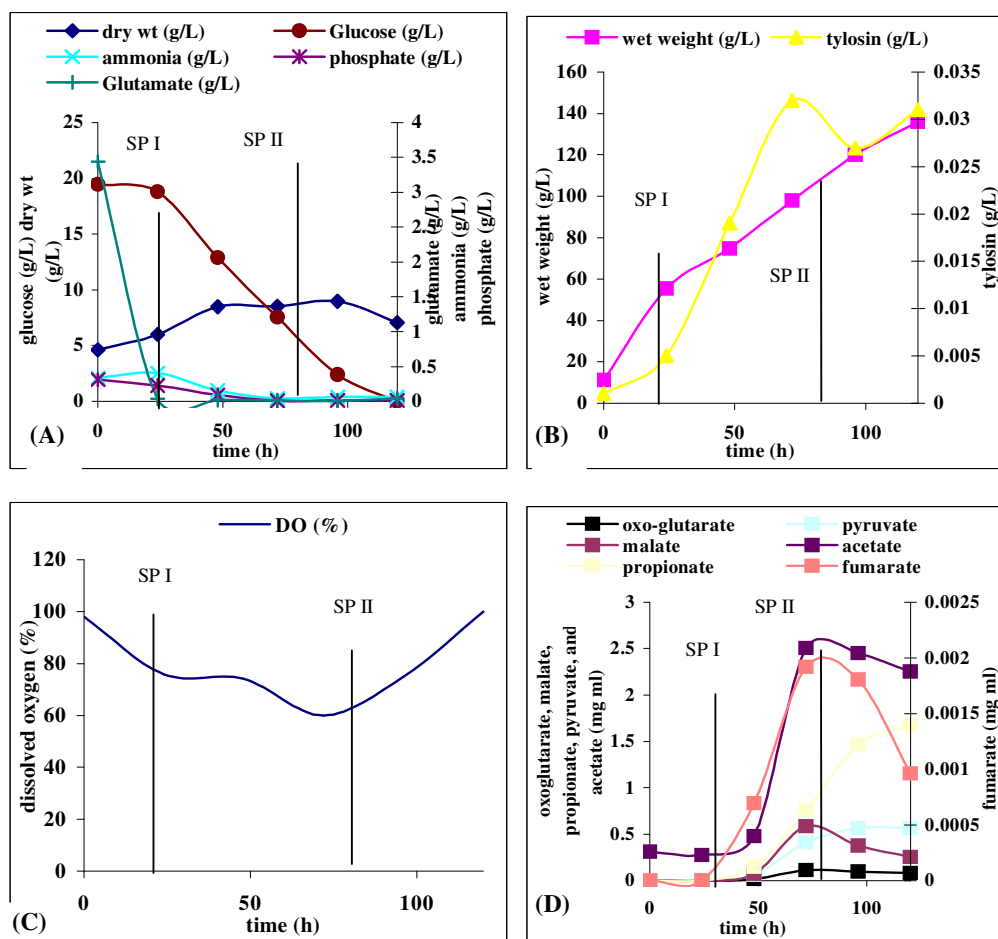 dry wt (g/L) Glucose (g/L)
ammonia (g/L) phosphate (g/L)
Glutamate (g/L)
25
20
15
10
5
0
4
3.5
3
2.5
2
1.5
1
0.5
0
SP I
SP II
glucose (g/L) dry wt
(g/L)
glutamate (g/L)
ammonia (g/L)
phosphate (g/L)
0 50 100
time (h)
(A)
wet weight (g/L) tylosin (g/L)
160
140
120
100
80
60
40
20
0
0.035
0.03
0.025
0.02
0.015
0.01
0.005
0
SP I
SP II
wet weight (g/L)
tylosin (g/L)
0 50 100
time (h)
(B)
DO (%)
120
100
80
60
40
20
0
SP I
SP II
dissolved oxygen (%)
0 50 100
time (h)
(C)
oxo-glutarate pyruvate
malate acetate
propionate fumarate
3
2.5
2
1.5
1
0.5
0
0.0025
0.002
0.0015
0.001
0.0005
0
SP I
SP II
oxoglutarate, malate,
propionate, pyruvate, and
acetate (mg ml)
fumarate (mg ml)
0 50 100
time (h)
(D)